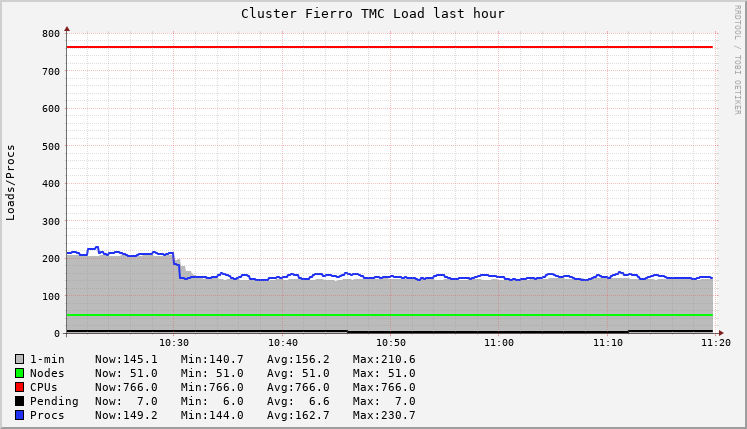 Cluster Fierro TMC Load last hour
RRDTOOL / TOBI OETIKER
Loads/Procs
800
700
600
500
400
300
200
100
0
10:30 10:40 10:50 11:00 11:10 11:20
1-min Now:145.1 Min:140.7 Avg:156.2 Max:210.6
Nodes Now: 51.0 Min: 51.0 Avg: 51.0 Max: 51.0
CPUs Now:766.0 Min:766.0 Avg:766.0 Max:766.0
Pending Now: 7.0 Min: 6.0 Avg: 6.6 Max: 7.0
Procs Now:149.2 Min:144.0 Avg:162.7 Max:230.7